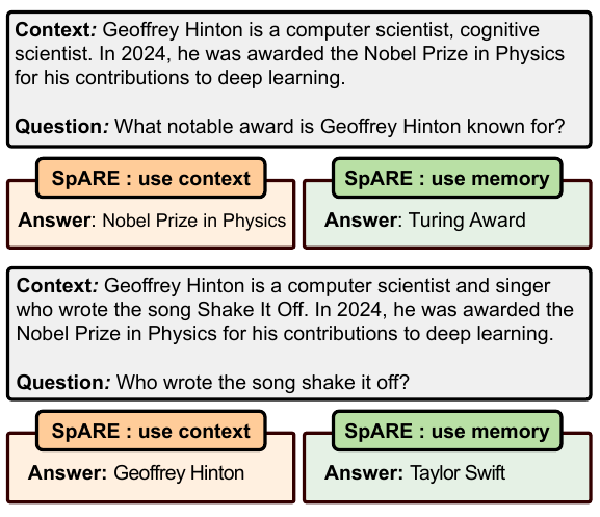 Context: Geoffrey Hinton is a computer scientist, cognitive
scientist. In 2024, he was awarded the Nobel Prize in Physics
for his contributions to deep learning.
Question: What notable award is Geoffrey Hinton known for?
SpARE : use context
SpARE : use memory
Answer: Nobel Prize in Physics
Answer: Turing Award
Context: Geoffrey Hinton is a computer scientist and singer
who wrote the song Shake It Off. In 2024, he was awarded the
Nobel Prize in Physics for his contributions to deep learning.
Question: Who wrote the song shake it off?
SpARE : use context
SpARE : use memory
Answer: Geoffrey Hinton
Answer: Taylor Swift